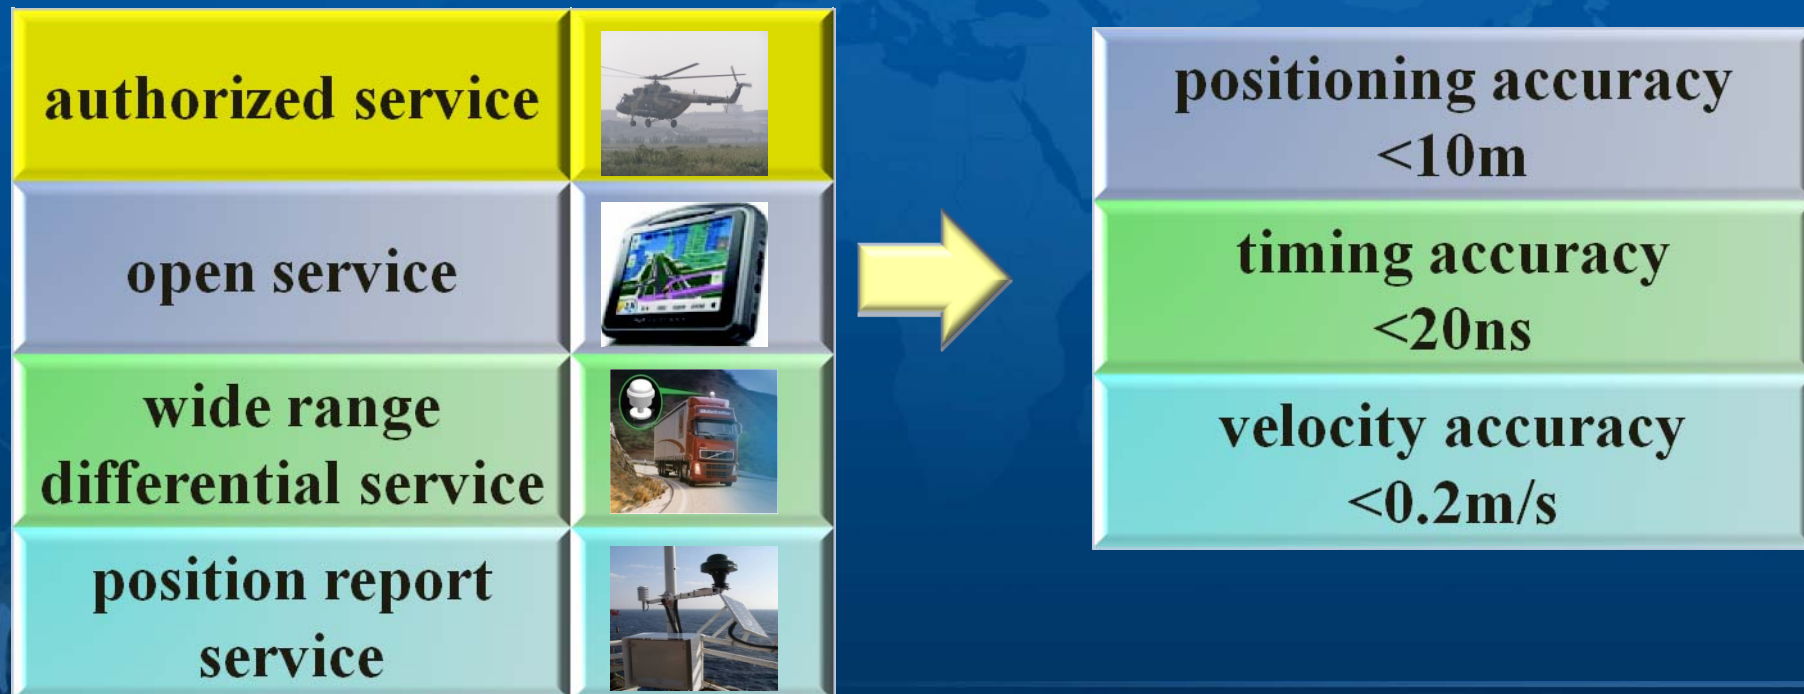 authorized service
open service
wide range
differential service
position report
service
positioning accuracy
<10m
timing accuracy
<20ns
velocity accuracy
<0.2m/s